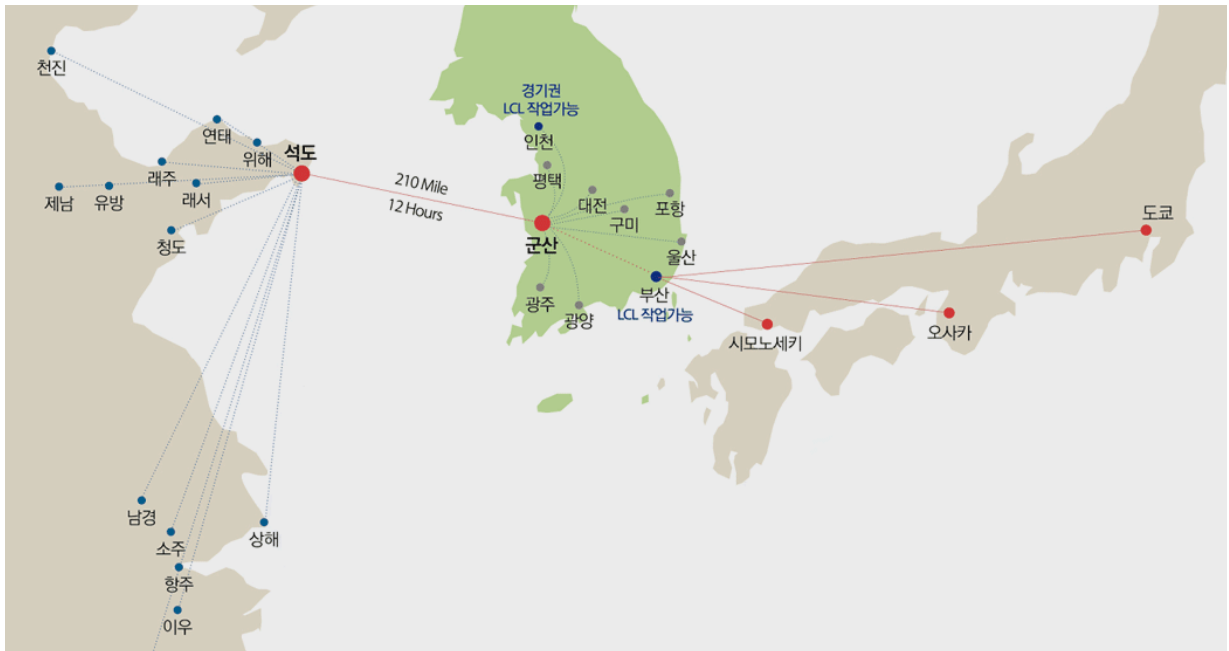 천진
연태
위해
석도
래주
래서
제남
유방
청도
210 Mile
12 Hours
경기권
LCL 작업가능
인천
평택
대전
구미
포항
군산
울산
광주
광양
부산
LCL 작업가능
도쿄
오사카
시모노세키
남경
소주
상해
항주
이우